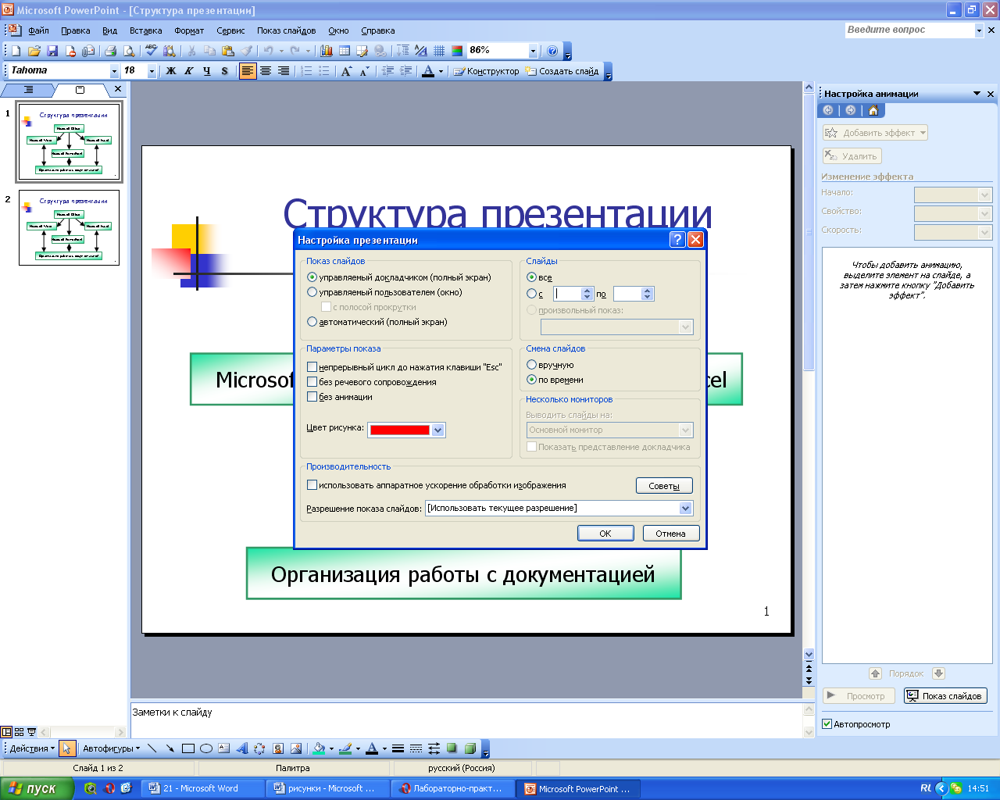 Microsoft PowerPoint - [Структура презентации]
Файл Правка Вид Вставка Формат Сервис Показ слайдов Окно Справка
Введите вопрос
86%
Tahoma 18 Ж К Ч S Конструктор Создать слайд
1
Структура презентации
2
Структура презентации
Структура презентации
Microsof
cel
Организация работы с документацией
1
Настройка презентации
Показ слайдов
управляемый докладчиком (полный экран)
управляемый пользователем (окно)
с полосой прокрутки
автоматический (полный экран)
Слайды
все
с по
произвольный показ:
Параметры показа
непрерывный цикл до нажатия клавиши "Esc"
без речевого сопровождения
без анимации
Цвет рисунка:
Смена слайдов
вручную
по времени
Несколько мониторов
Выводить слайды на:
Основной монитор
Показать представление докладчика
Производительность
использовать аппаратное ускорение обработки изображения
Советы
Разрешение показа слайдов: [Использовать текущее разрешение]
ОК Отмена
Настройка анимации
Добавить эффект
Удалить
Изменение эффекта
Начало:
Свойство:
Скорость:
Чтобы добавить анимацию,
выделите элемент на слайде, а
затем нажмите кнопку "Добавить
эффект".
Порядок
Просмотр Показ слайдов
Автопросмотр
Заметки к слайду
Действия Автофигуры
Слайд 1 из 2 Палитра русский (Россия)
пуск 21 - Microsoft Word рисунки - Microsoft ... Лабораторно-практ... Microsoft PowerPoint ... 14:51